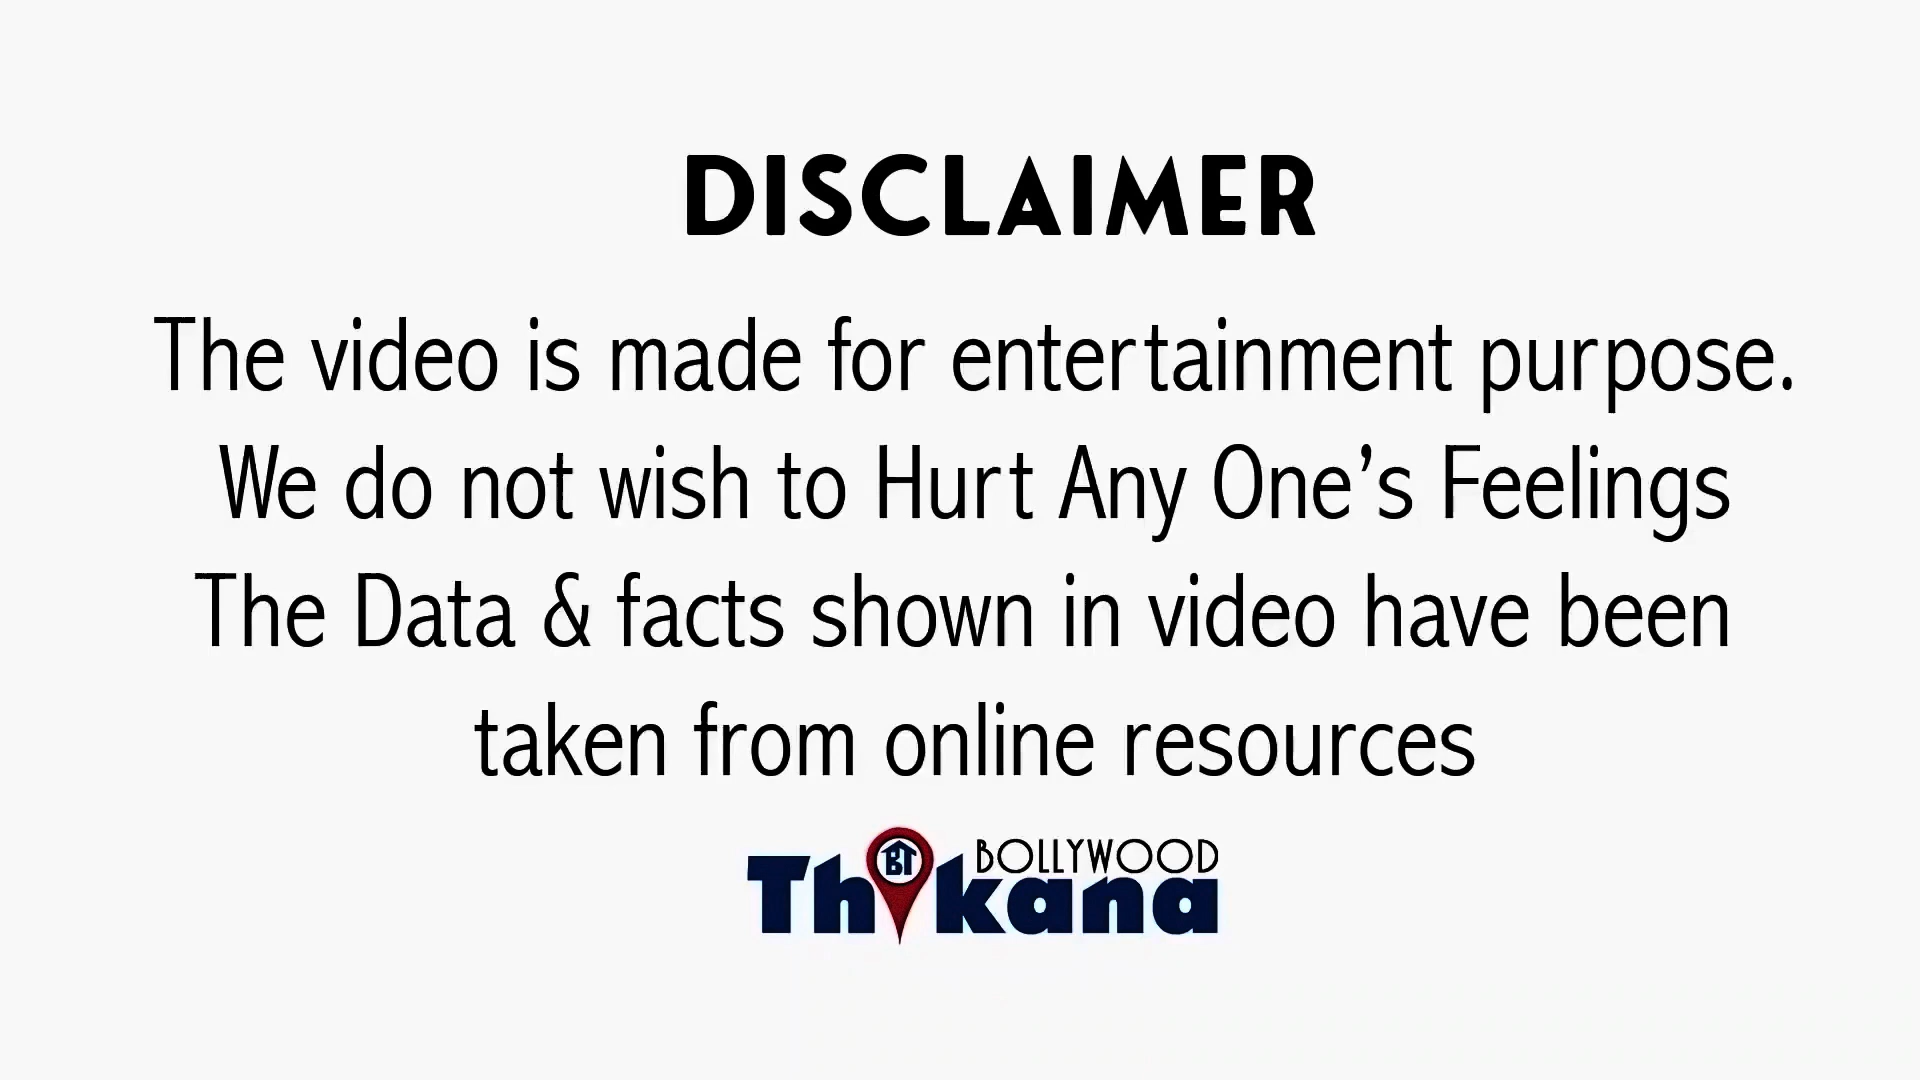 DISCLAIMER
The video is made for entertainment purpose.
We do not wish to Hurt Any One’s Feelings
The Data & facts shown in video have been
taken from online resources
BOLLYWOOD
BT
Thikana